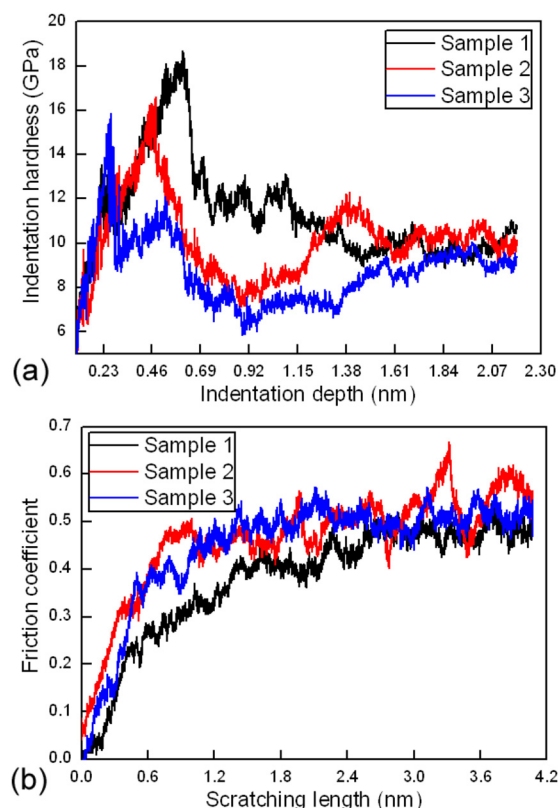 20
18
16
14
12
10
8
6
Indentation hardness (GPa)
Sample 1
Sample 2
Sample 3
0.23 0.46 0.69 0.92 1.15 1.38 1.61 1.84 2.07 2.30
(a)
Indentation depth (nm)
0.7
0.6
0.5
0.4
0.3
0.2
0.1
0.0
Friction coefficient
Sample 1
Sample 2
Sample 3
0.0 0.6 1.2 1.8 2.4 3.0 3.6 4.2
(b)
Scratching length (nm)